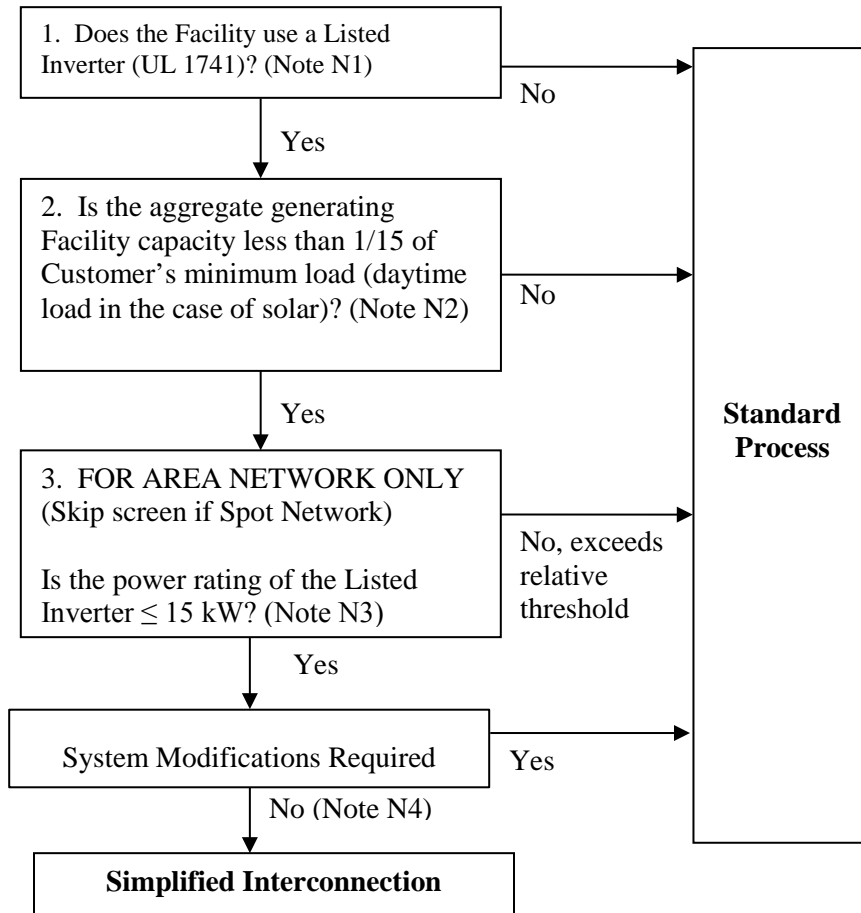 1. Does the Facility use a Listed
Inverter (UL 1741)? (Note N1)
No
Yes
2. Is the aggregate generating
Facility capacity less than 1/15 of
Customer’s minimum load (daytime
load in the case of solar)? (Note N2)
No
Yes
Standard
Process
3. FOR AREA NETWORK ONLY
(Skip screen if Spot Network)
Is the power rating of the Listed
Inverter ≤ 15 kW? (Note N3)
No, exceeds
relative
threshold
Yes
System Modifications Required
Yes
No (Note N4)
Simplified Interconnection